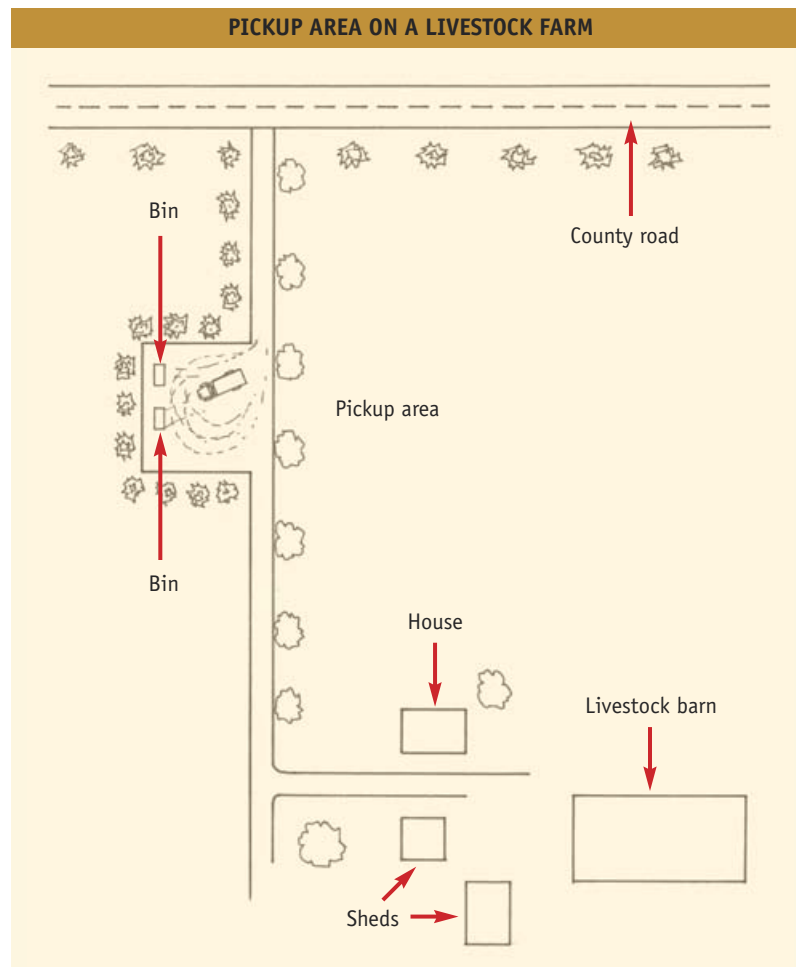 PICKUP AREA ON A LIVESTOCK FARM
Bin
County road
Pickup area
Bin
House
Livestock barn
Sheds